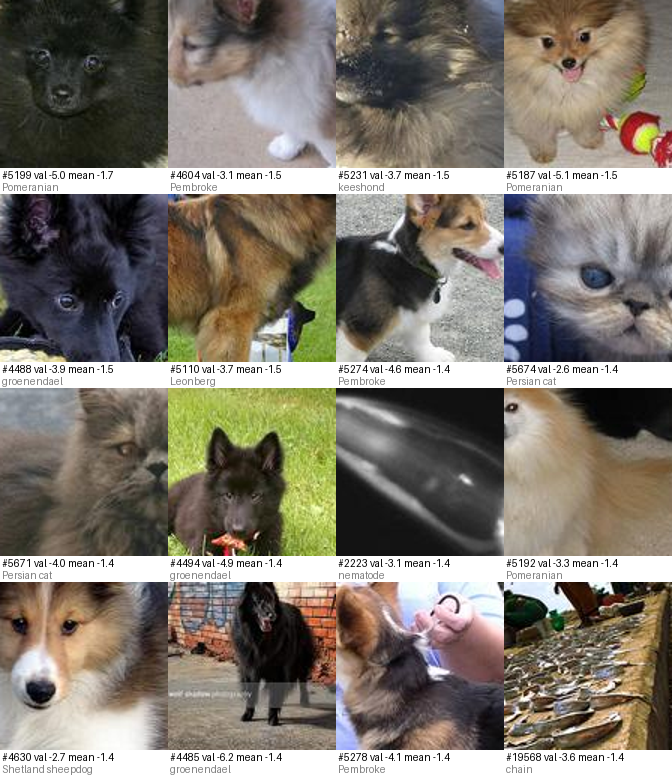 #5199 val -5.0 mean -1.7
Pomeranian
#4604 val -3.1 mean -1.5
Pembroke
#5231 val -3.7 mean -1.5
keeshond
#5187 val -5.1 mean -1.5
Pomeranian
#4488 val -3.9 mean -1.5
groenendael
#5110 val -3.7 mean -1.5
Leonberg
#5274 val -4.6 mean -1.4
Pembroke
#5674 val -2.6 mean -1.4
Persian cat
#5671 val -4.0 mean -1.4
Persian cat
#4494 val -4.9 mean -1.4
groenendael
#2223 val -3.1 mean -1.4
nematode
#5192 val -3.3 mean -1.4
Pomeranian
wolf shadow photography
#4630 val -2.7 mean -1.4
Shetland sheepdog
#4485 val -6.2 mean -1.4
groenendael
#5278 val -4.1 mean -1.4
Pembroke
#19568 val -3.6 mean -1.4
chain